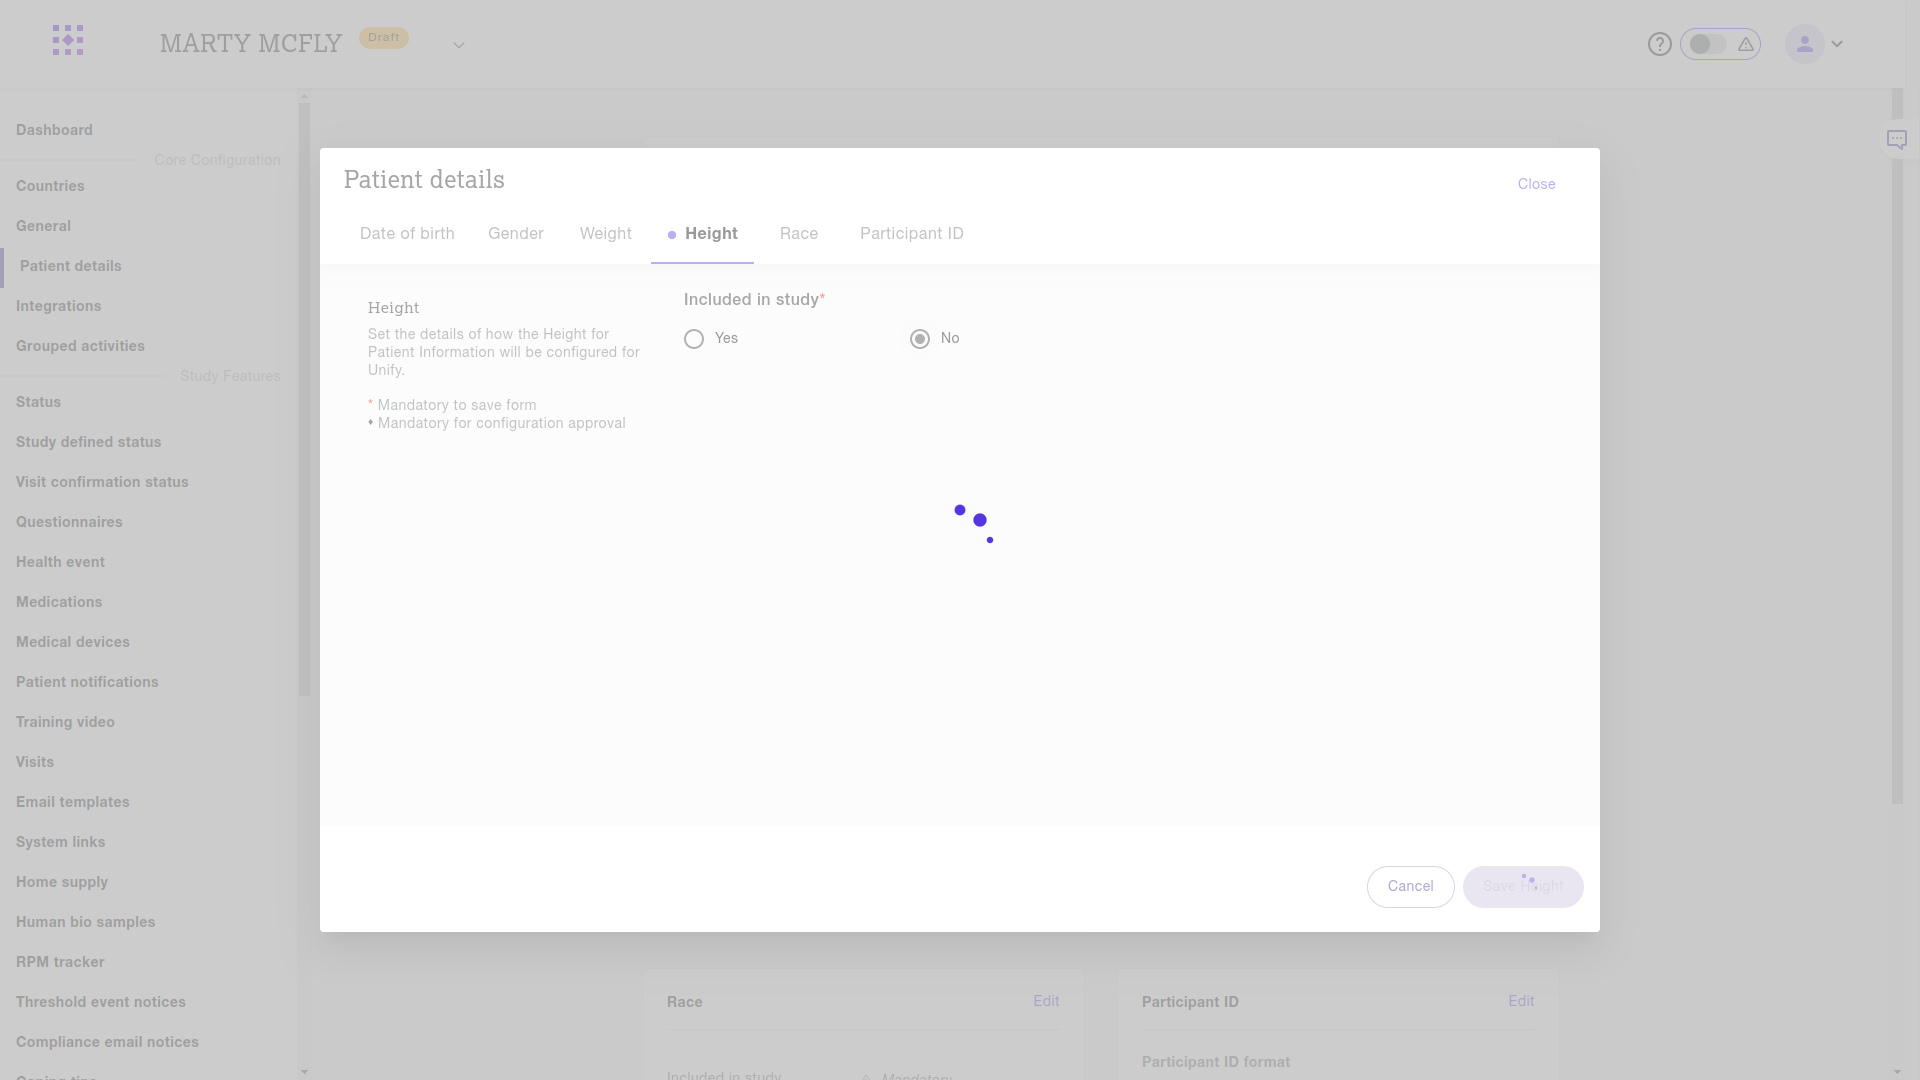 MARTY MCFLY
Draft
Dashboard
Core Configuration
Countries
General
Patient details
Integrations
Grouped activities
Study Features
Status
Study defined status
Visit confirmation status
Questionnaires
Health event
Medications
Medical devices
Patient notifications
Training video
Visits
Email templates
System links
Home supply
Human bio samples
RPM tracker
Threshold event notices
Compliance email notices
Patient details
Close
Date of birth
Gender
Weight
Height
Race
Participant ID
Height
Set the details of how the Height for
Patient Information will be configured for
Unify.
* Mandatory to save form
♦ Mandatory for configuration approval
Included in study*
Yes
No
Cancel
Save Height
Race
Edit
Included in study
Mandatory
Participant ID
Edit
Participant ID format